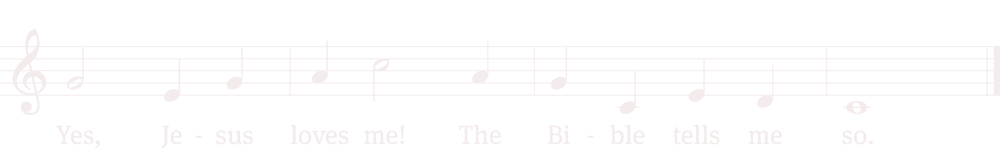 Yes, Je - sus loves me! The Bi - ble tells me so.